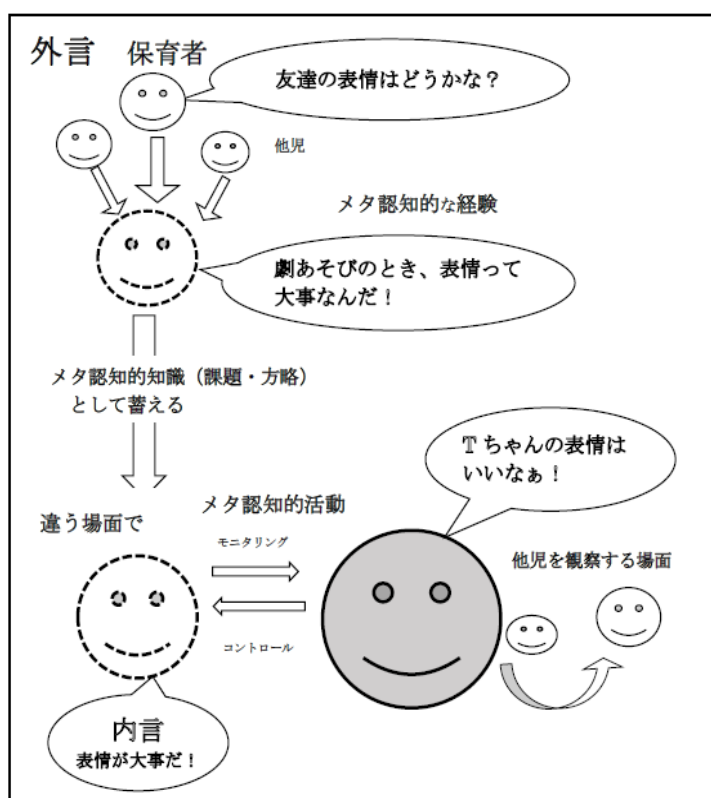 外言 保育者
友達の表情はどうかな？
他児
メタ認知的な経験
劇あそびのとき、表情って
大事なんだ！
メタ認知的知識（課題・方略）
として蓄える
Tちゃんの表情は
いいなぁ！
違う場面で
メタ認知的活動
モニタリング
コントロール
他児を観察する場面
内言
表情が大事だ！